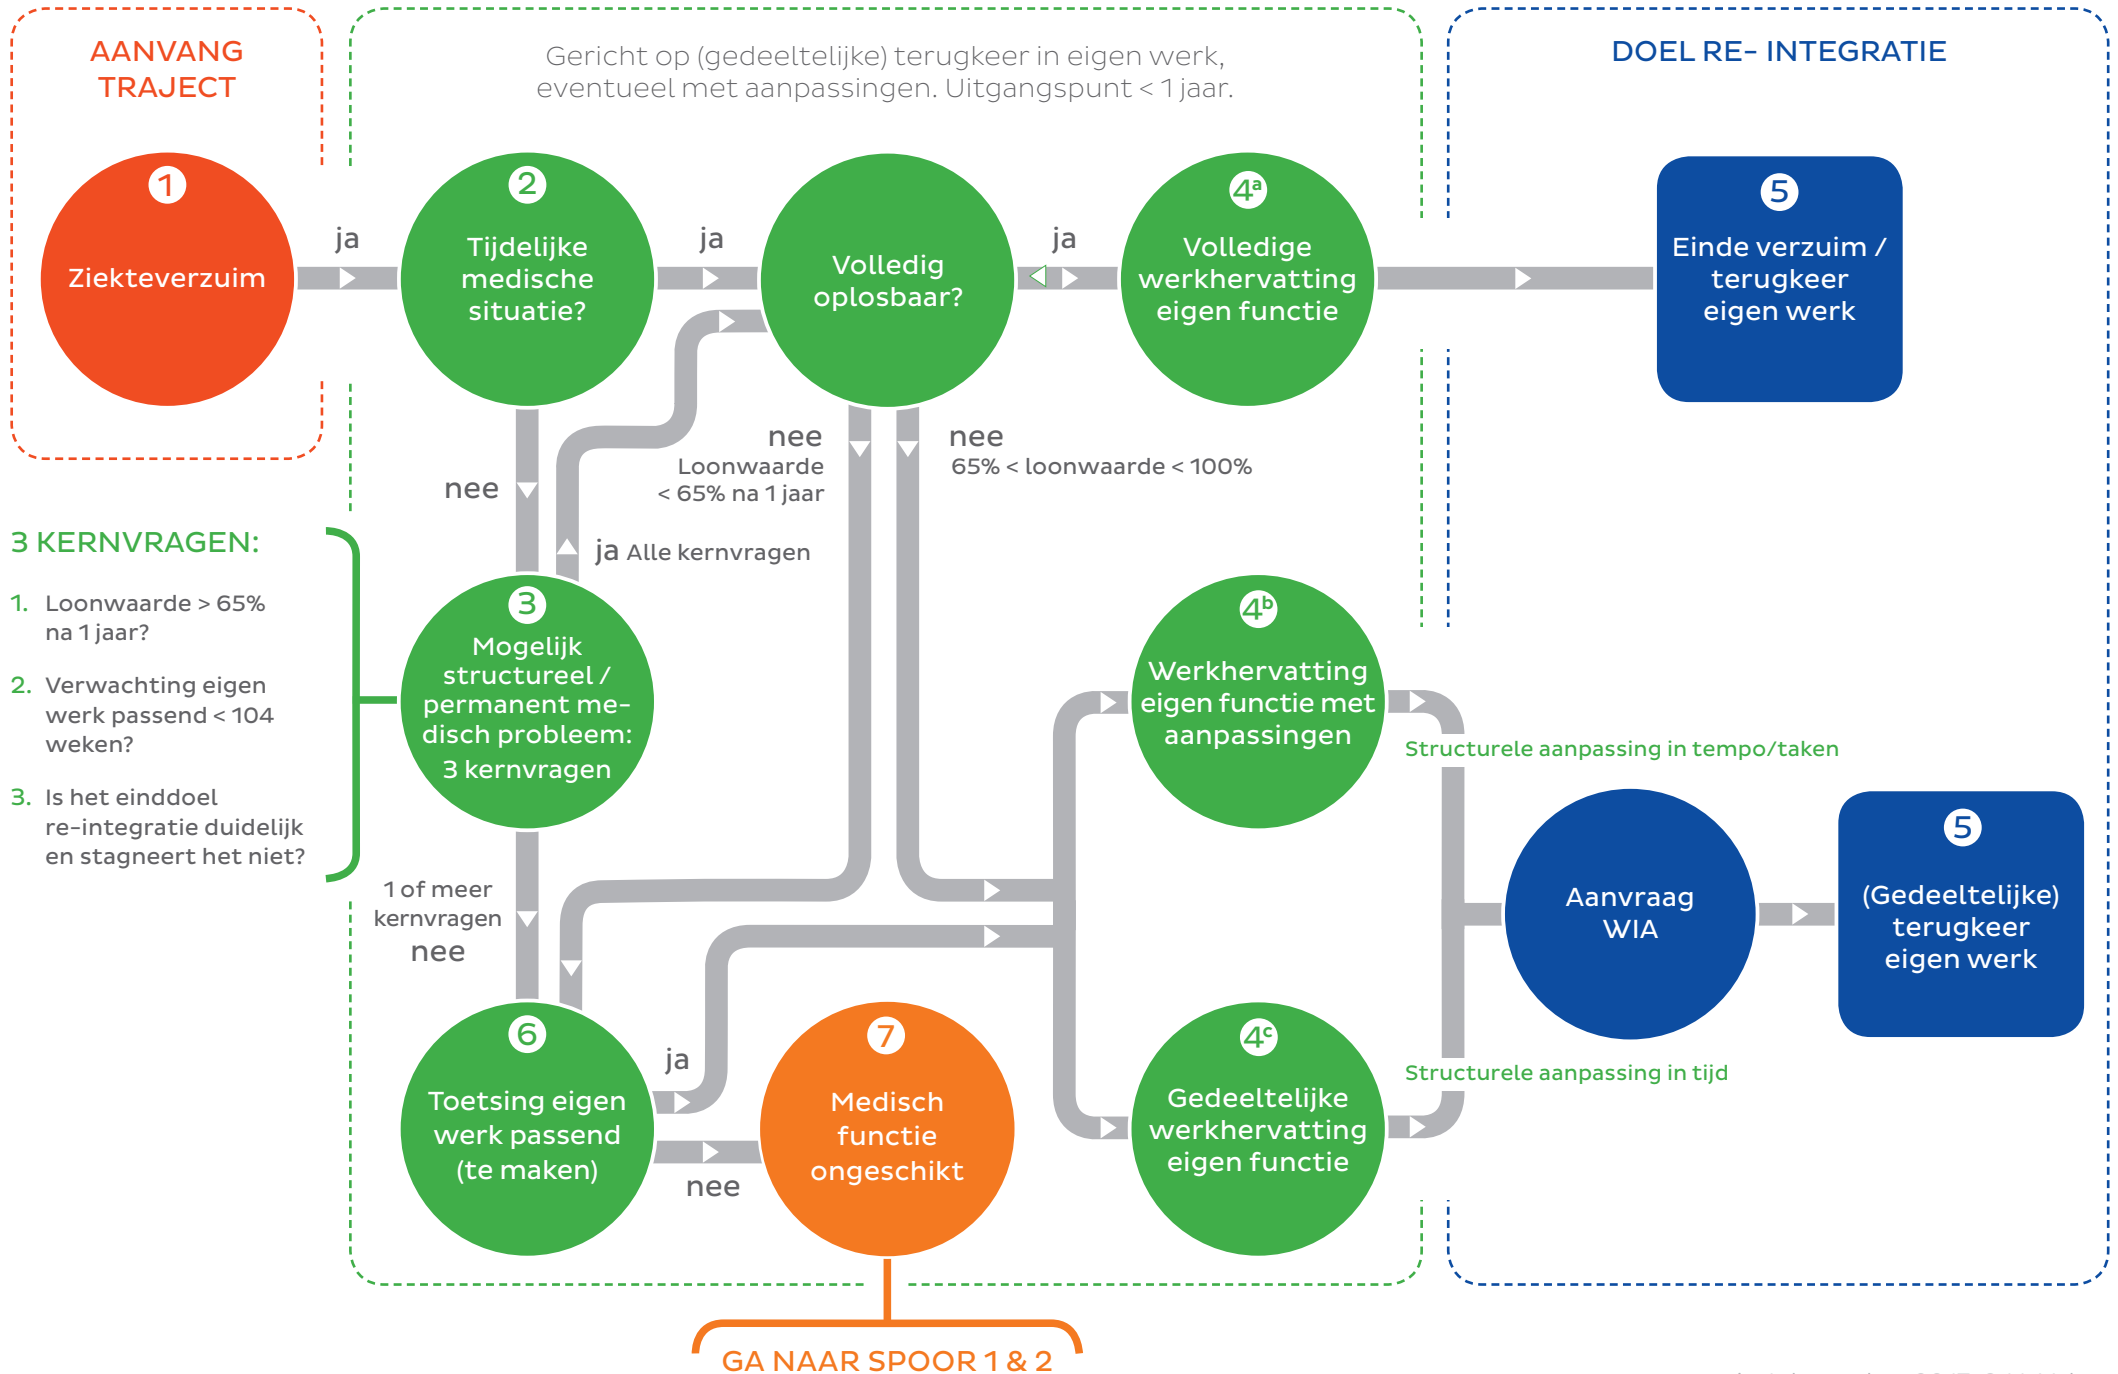 AANVANG
TRAJECT
Gericht op (gedeeltelijke) terugkeer in eigen werk,
eventueel met aanpassingen. Uitgangspunt < 1 jaar.
DOEL RE- INTEGRATIE
1
Ziekteverzuim
ja
2
Tijdelijke
medische
situatie?
ja
Volledig
oplosbaar?
ja
4a
Volledige
werkhervatting
eigen functie
5
Einde verzuim /
terugkeer
eigen werk
nee
nee
Loonwaarde
< 65% na 1 jaar
nee
65% < loonwaarde < 100%
ja Alle kernvragen
3 KERNVRAGEN:
1. Loonwaarde > 65%
na 1 jaar?
2. Verwachting eigen
werk passend < 104
weken?
3. Is het einddoel
re-integratie duidelijk
en stagneert het niet?
3
Mogelijk
structureel /
permanent me-
disch probleem:
3 kernvragen
4b
Werkhervatting
eigen functie met
aanpassingen
Structurele aanpassing in tempo/taken
1 of meer
kernvragen
nee
Aanvraag
WIA
5
(Gedeeltelijke)
terugkeer
eigen werk
6
Toetsing eigen
werk passend
(te maken)
ja
nee
7
Medisch
functie
ongeschikt
4c
Gedeeltelijke
werkhervatting
eigen functie
Structurele aanpassing in tijd
GA NAAR SPOOR 1 & 2